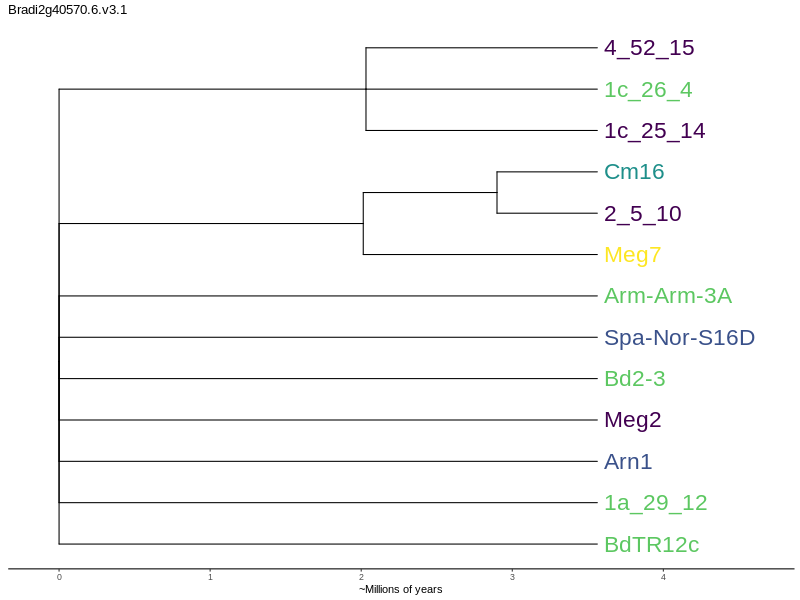 Bradi2g40570.6.v3.1
4_52_15
1c_26_4
1c_25_14
Cm16
2_5_10
Meg7
Arm-Arm-3A
Spa-Nor-S16D
Bd2-3
Meg2
Arn1
1a_29_12
BdTR12c
0 1 2 3 4
~Millions of years